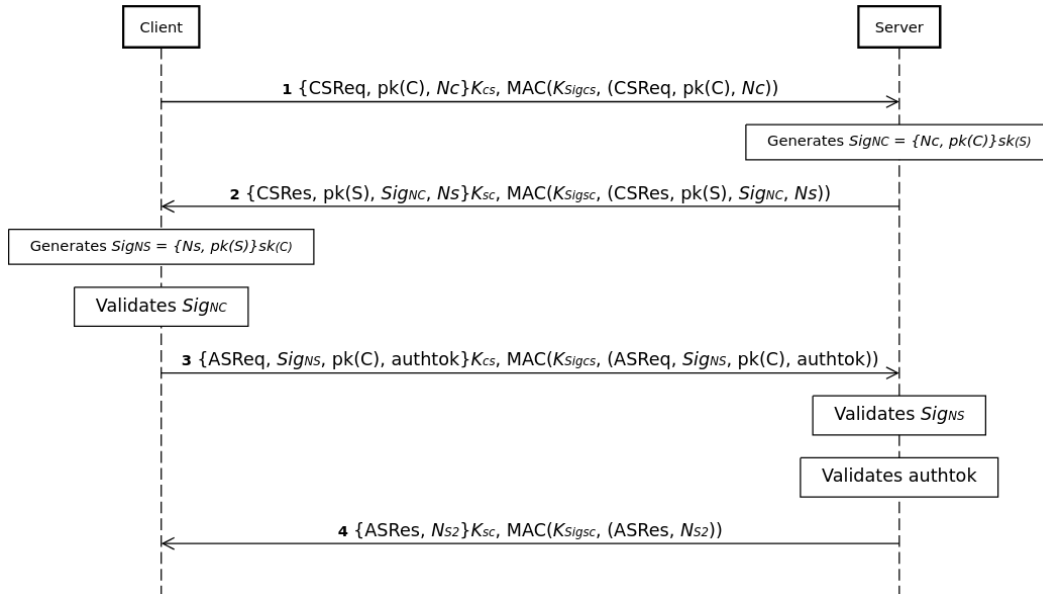 Client
Server
1 {CSReq, pk(C), Nc}Kcs, MAC(KSigcs, (CSReq, pk(C), Nc))
Generates SigNC = {Nc, pk(C)}sk(S)
2 {CSRes, pk(S), SigNC, Ns}Ksc, MAC(KSigsc, (CSRes, pk(S), SigNC, Ns))
Generates SigNS = {Ns, pk(S)}sk(C)
Validates SigNC
3 {ASReq, SigNS, pk(C), authtok}Kcs, MAC(KSigcs, (ASReq, SigNS, pk(C), authtok))
Validates SigNS
Validates authtok
4 {ASRes, NS2}Ksc, MAC(KSigsc, (ASRes, NS2))